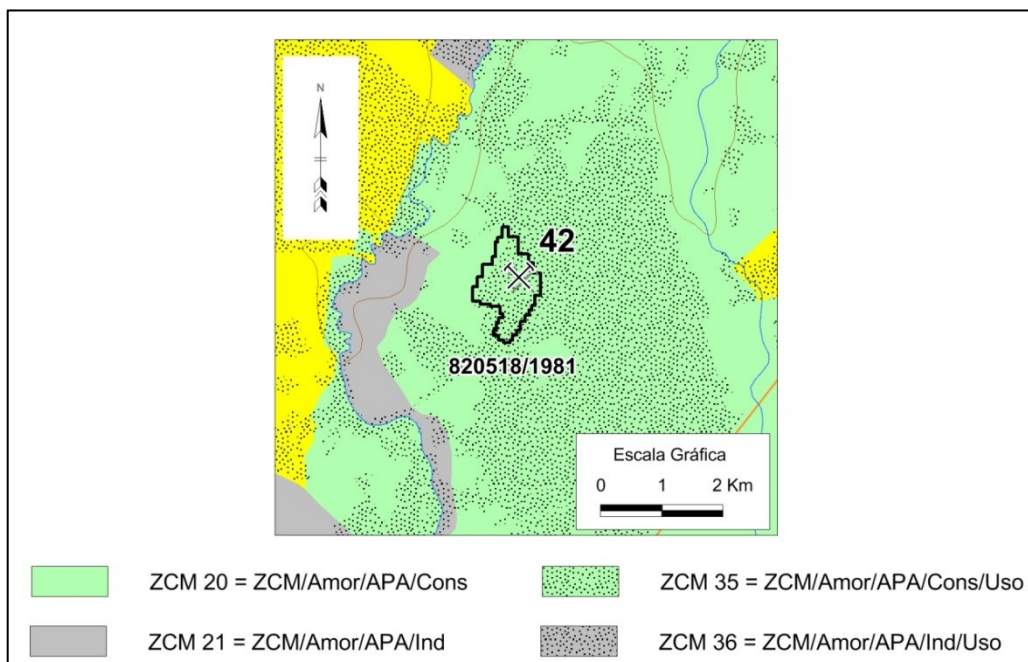 N
42
820518/1981
Escala Gráfica
0 1 2 Km
ZCM 20 = ZCM/Amor/APA/Cons
ZCM 35 = ZCM/Amor/APA/Cons/Uso
ZCM 21 = ZCM/Amor/APA/Ind
ZCM 36 = ZCM/Amor/APA/Ind/Uso